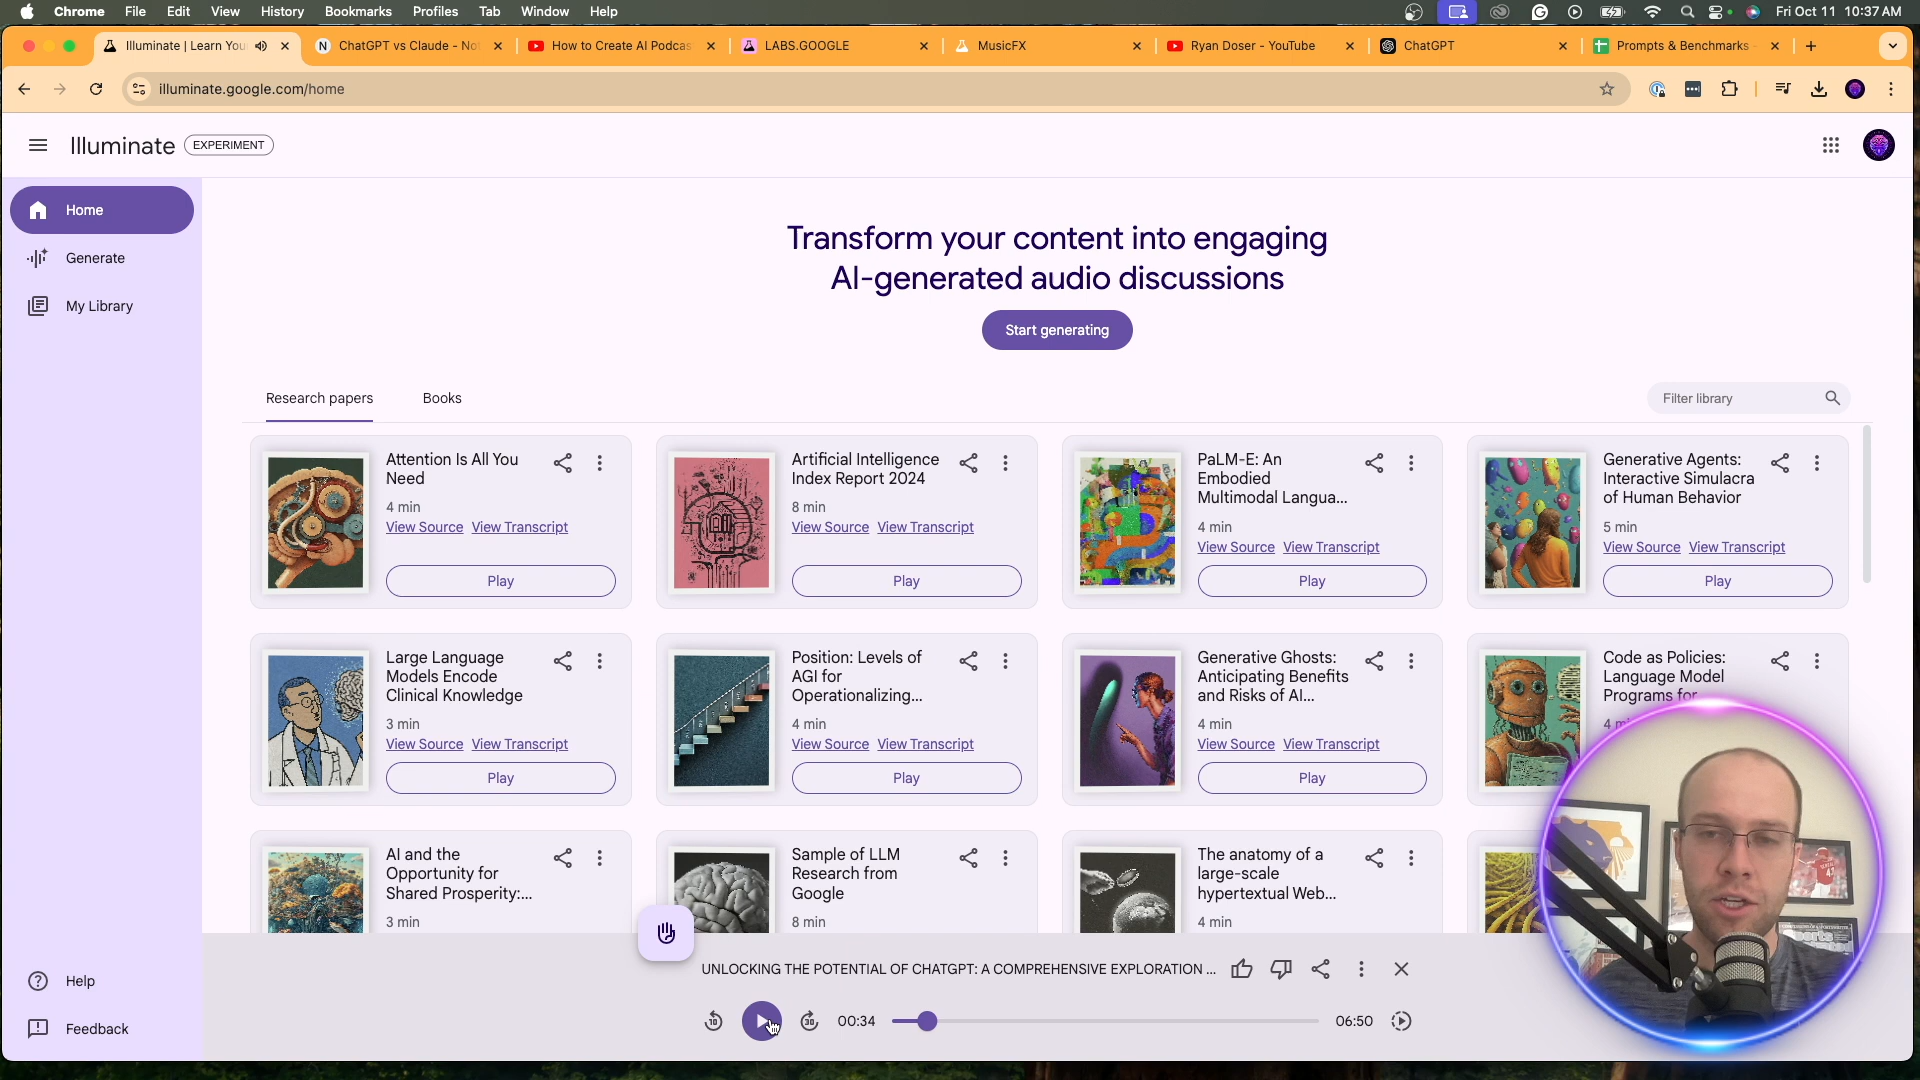 Chrome File Edit View History Bookmarks Profiles Tab Window Help
Fri Oct 11 10:37 AM
Illuminate | Learn You
ChatGPT vs Claude - No
How to Create AI Podcas
LABS.GOOGLE
MusicFX
Ryan Doser - YouTube
ChatGPT
Prompts & Benchmarks
illuminate.google.com/home
Illuminate
EXPERIMENT
Home
Generate
My Library
Help
Feedback
Transform your content into engaging
AI-generated audio discussions
Start generating
Research papers
Books
Filter library
Attention Is All You
Need
4 min
View Source View Transcript
Play
Artificial Intelligence
Index Report 2024
8 min
View Source View Transcript
Play
PaLM-E: An
Embodied
Multimodal Langua...
4 min
View Source View Transcript
Play
Generative Agents:
Interactive Simulacra
of Human Behavior
5 min
View Source View Transcript
Play
Large Language
Models Encode
Clinical Knowledge
3 min
View Source View Transcript
Play
Position: Levels of
AGI for
Operationalizing...
4 min
View Source View Transcript
Play
Generative Ghosts:
Anticipating Benefits
and Risks of AI...
4 min
View Source View Transcript
Play
Code as Policies:
Language Model
Programs for
AI and the
Opportunity for
Shared Prosperity:...
3 min
Sample of LLM
Research from
Google
8 min
The anatomy of a
large-scale
hypertextual Web...
4 min
UNLOCKING THE POTENTIAL OF CHATGPT: A COMPREHENSIVE EXPLORATION ...
10
30
00:34
06:50